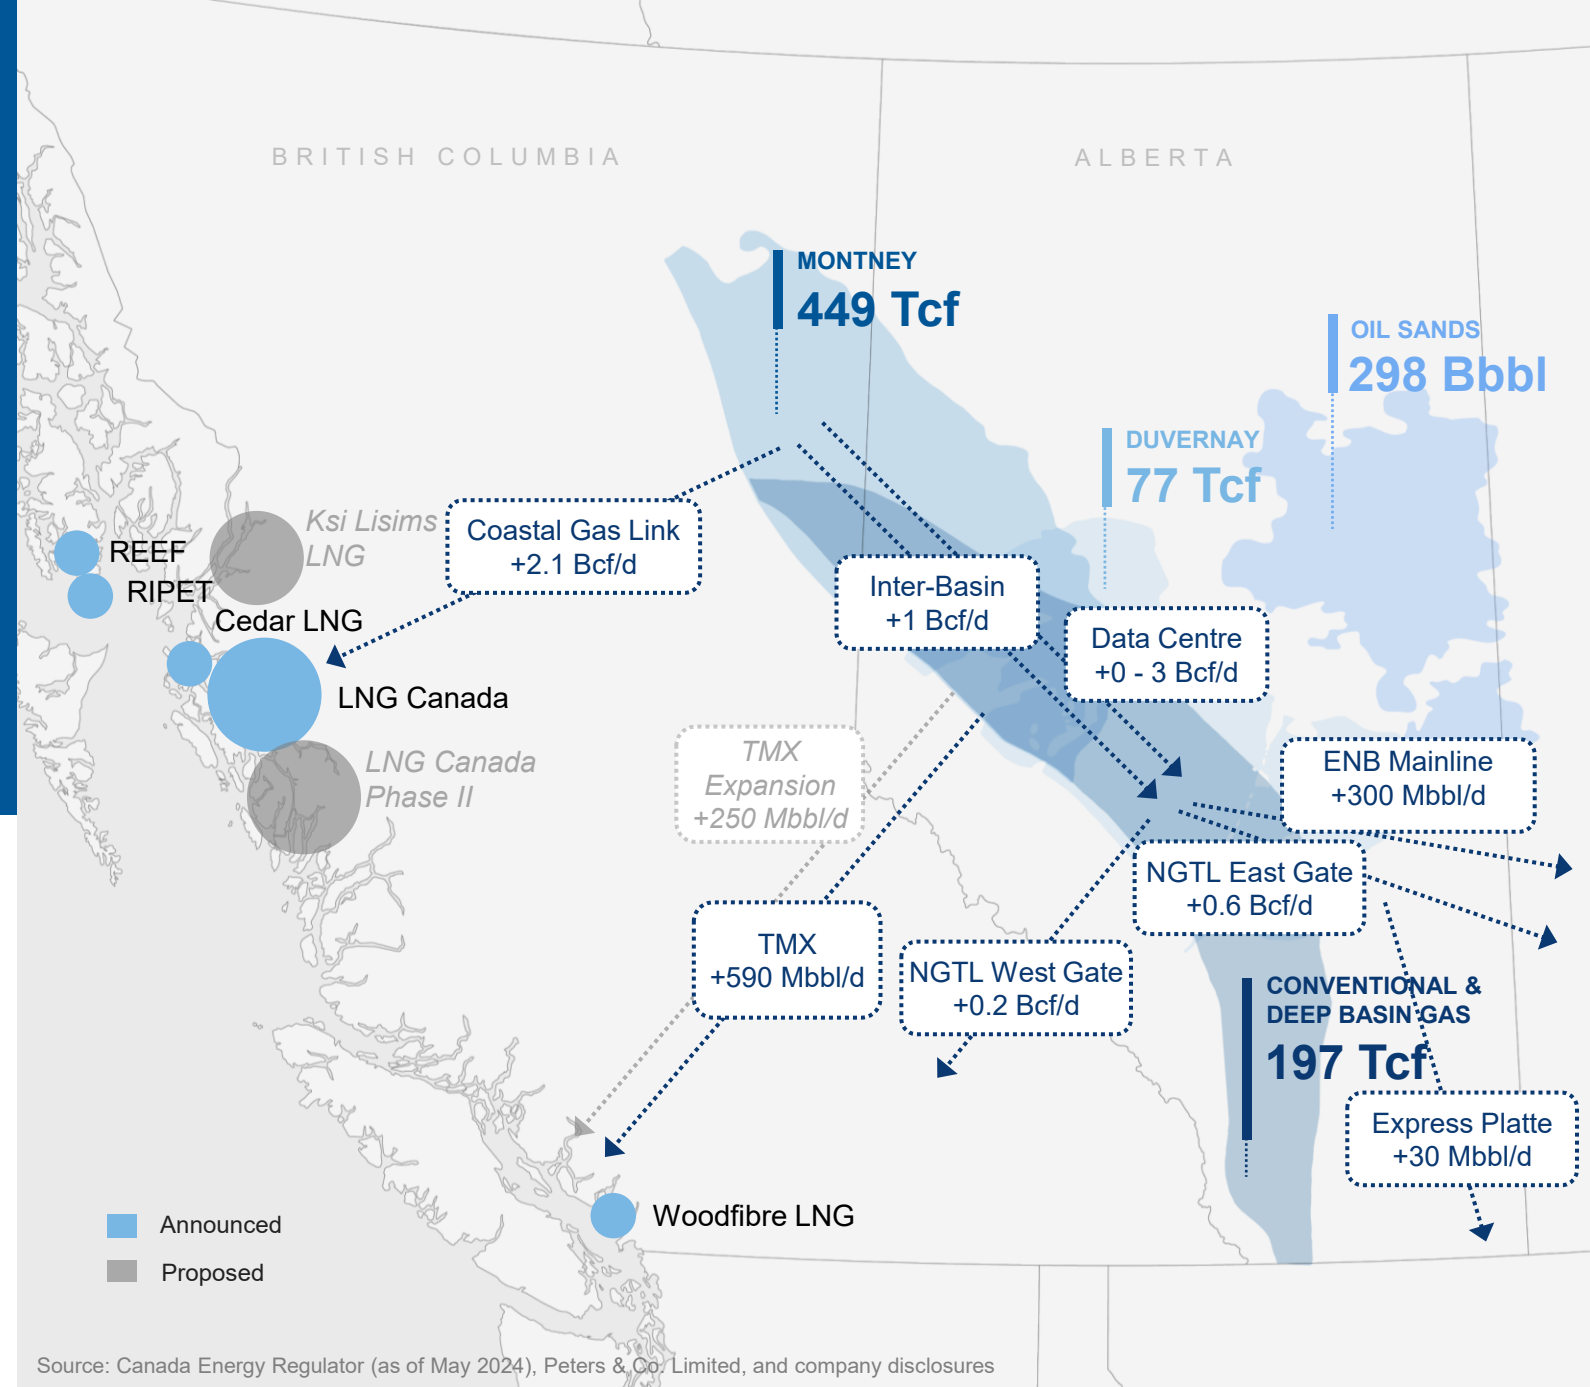 BRITISH COLUMBIA
ALBERTA
MONTNEY
449 Tcf
OIL SANDS
298 Bbbl
DUVERNAY
77 Tcf
Ksi Lisims
LNG
Coastal Gas Link
+2.1 Bcf/d
REEF
RIPET
Cedar LNG
LNG Canada
LNG Canada
Phase II
Inter-Basin
+1 Bcf/d
Data Centre
+0 - 3 Bcf/d
TMX
Expansion
+250 Mbbl/d
ENB Mainline
+300 Mbbl/d
NGTL East Gate
+0.6 Bcf/d
TMX
+590 Mbbl/d
NGTL West Gate
+0.2 Bcf/d
CONVENTIONAL &
DEEP BASIN GAS
197 Tcf
Express Platte
+30 Mbbl/d
Woodfibre LNG
Announced
Proposed
Source: Canada Energy Regulator (as of May 2024), Peters & Co. Limited, and company disclosures